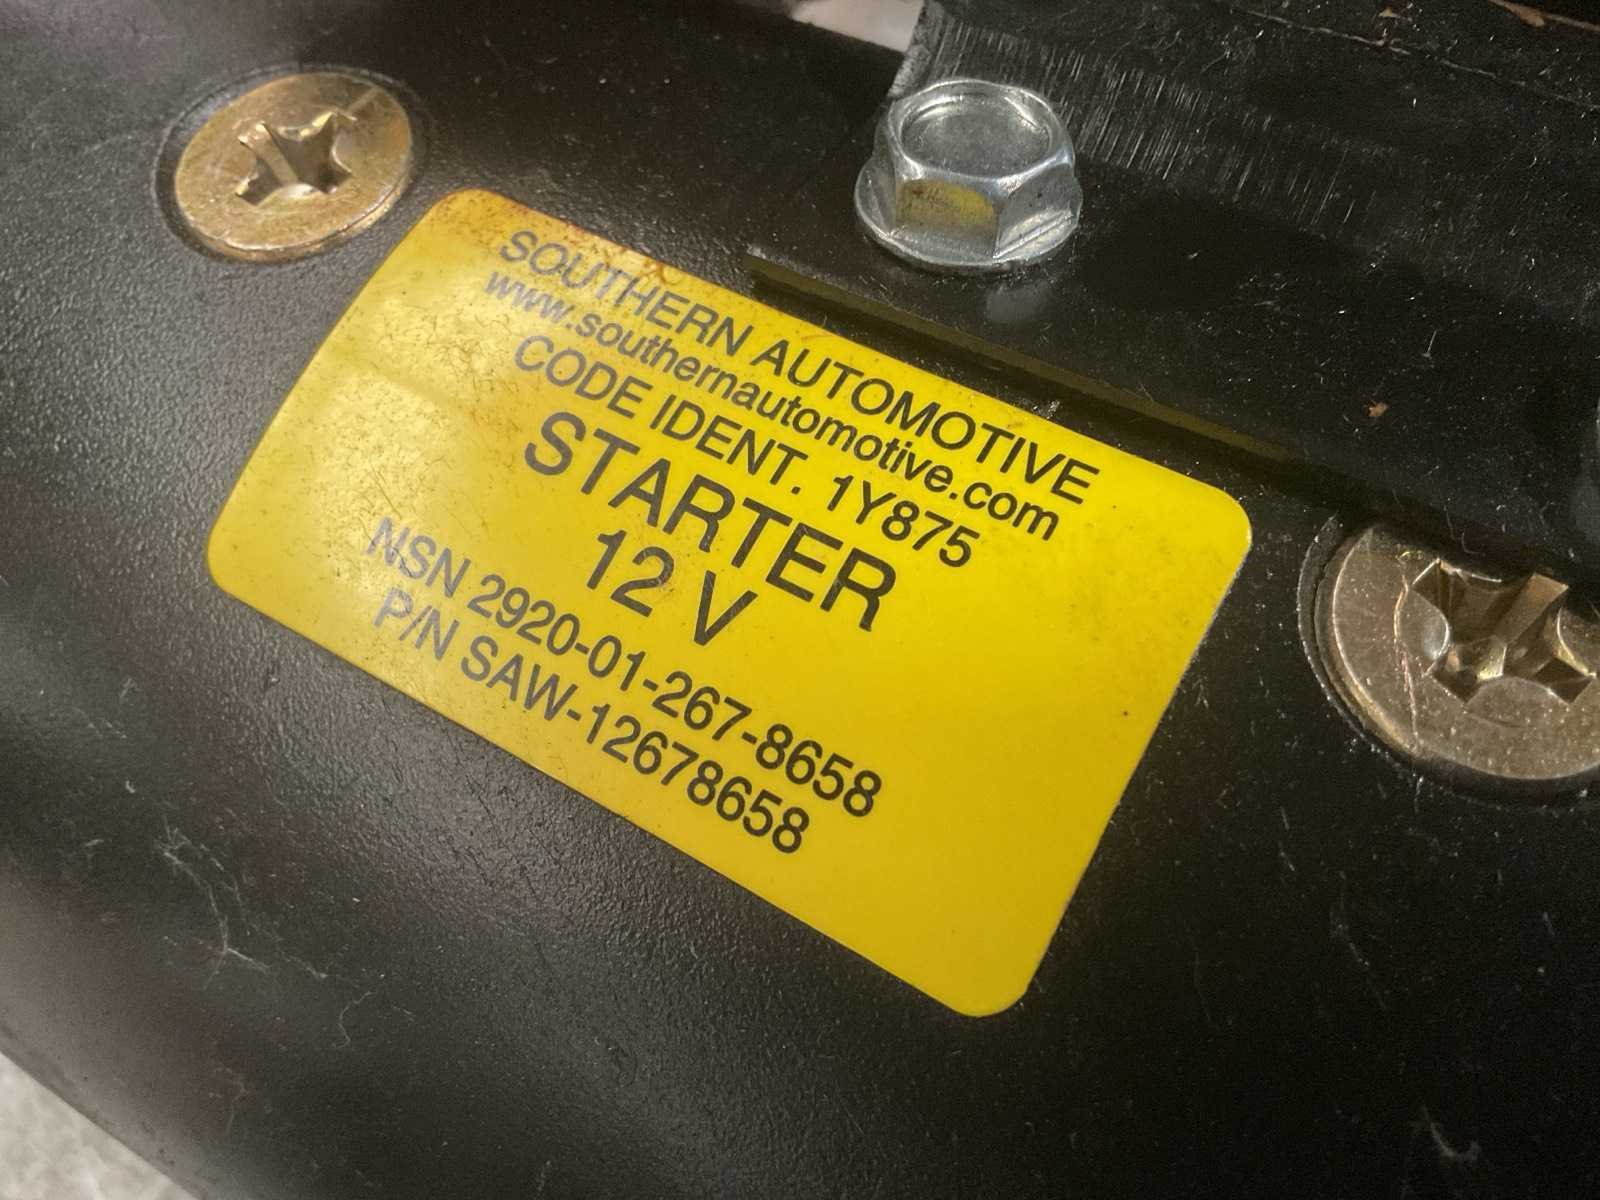 SOUTHERN AUTOMOTIVE
www.southernautomotive.com
CODE IDENT. 1Y875
STARTER
12 V
NSN 2920-01-267-8658
P/N SAW-12678658